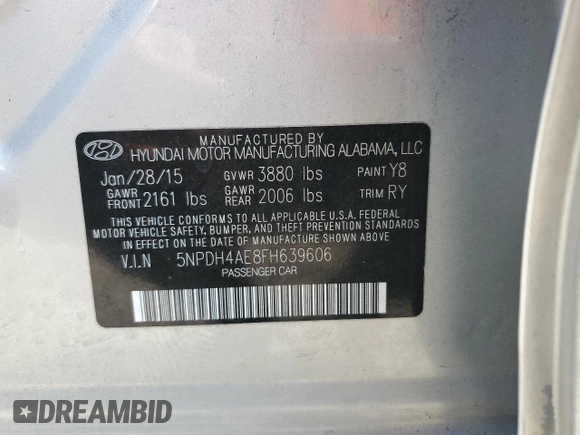 MANUFACTURED BY
HYUNDAI MOTOR MANUFACTURING ALABAMA, LLC
Jan/28/15 GVWR 3880 lbs PAINT Y8
GAWR FRONT 2161 lbs GAWR REAR 2006 lbs TRIM RY
THIS VEHICLE CONFORMS TO ALL APPLICABLE U.S.A. FEDERAL
MOTOR VEHICLE SAFETY, BUMPER, AND THEFT PREVENTION STANDARDS
IN EFFECT ON THE DATE OF MANUFACTURE SHOWN ABOVE.
V.I.N 5NPDH4AE8FH639606
PASSENGER CAR
DREAMBID